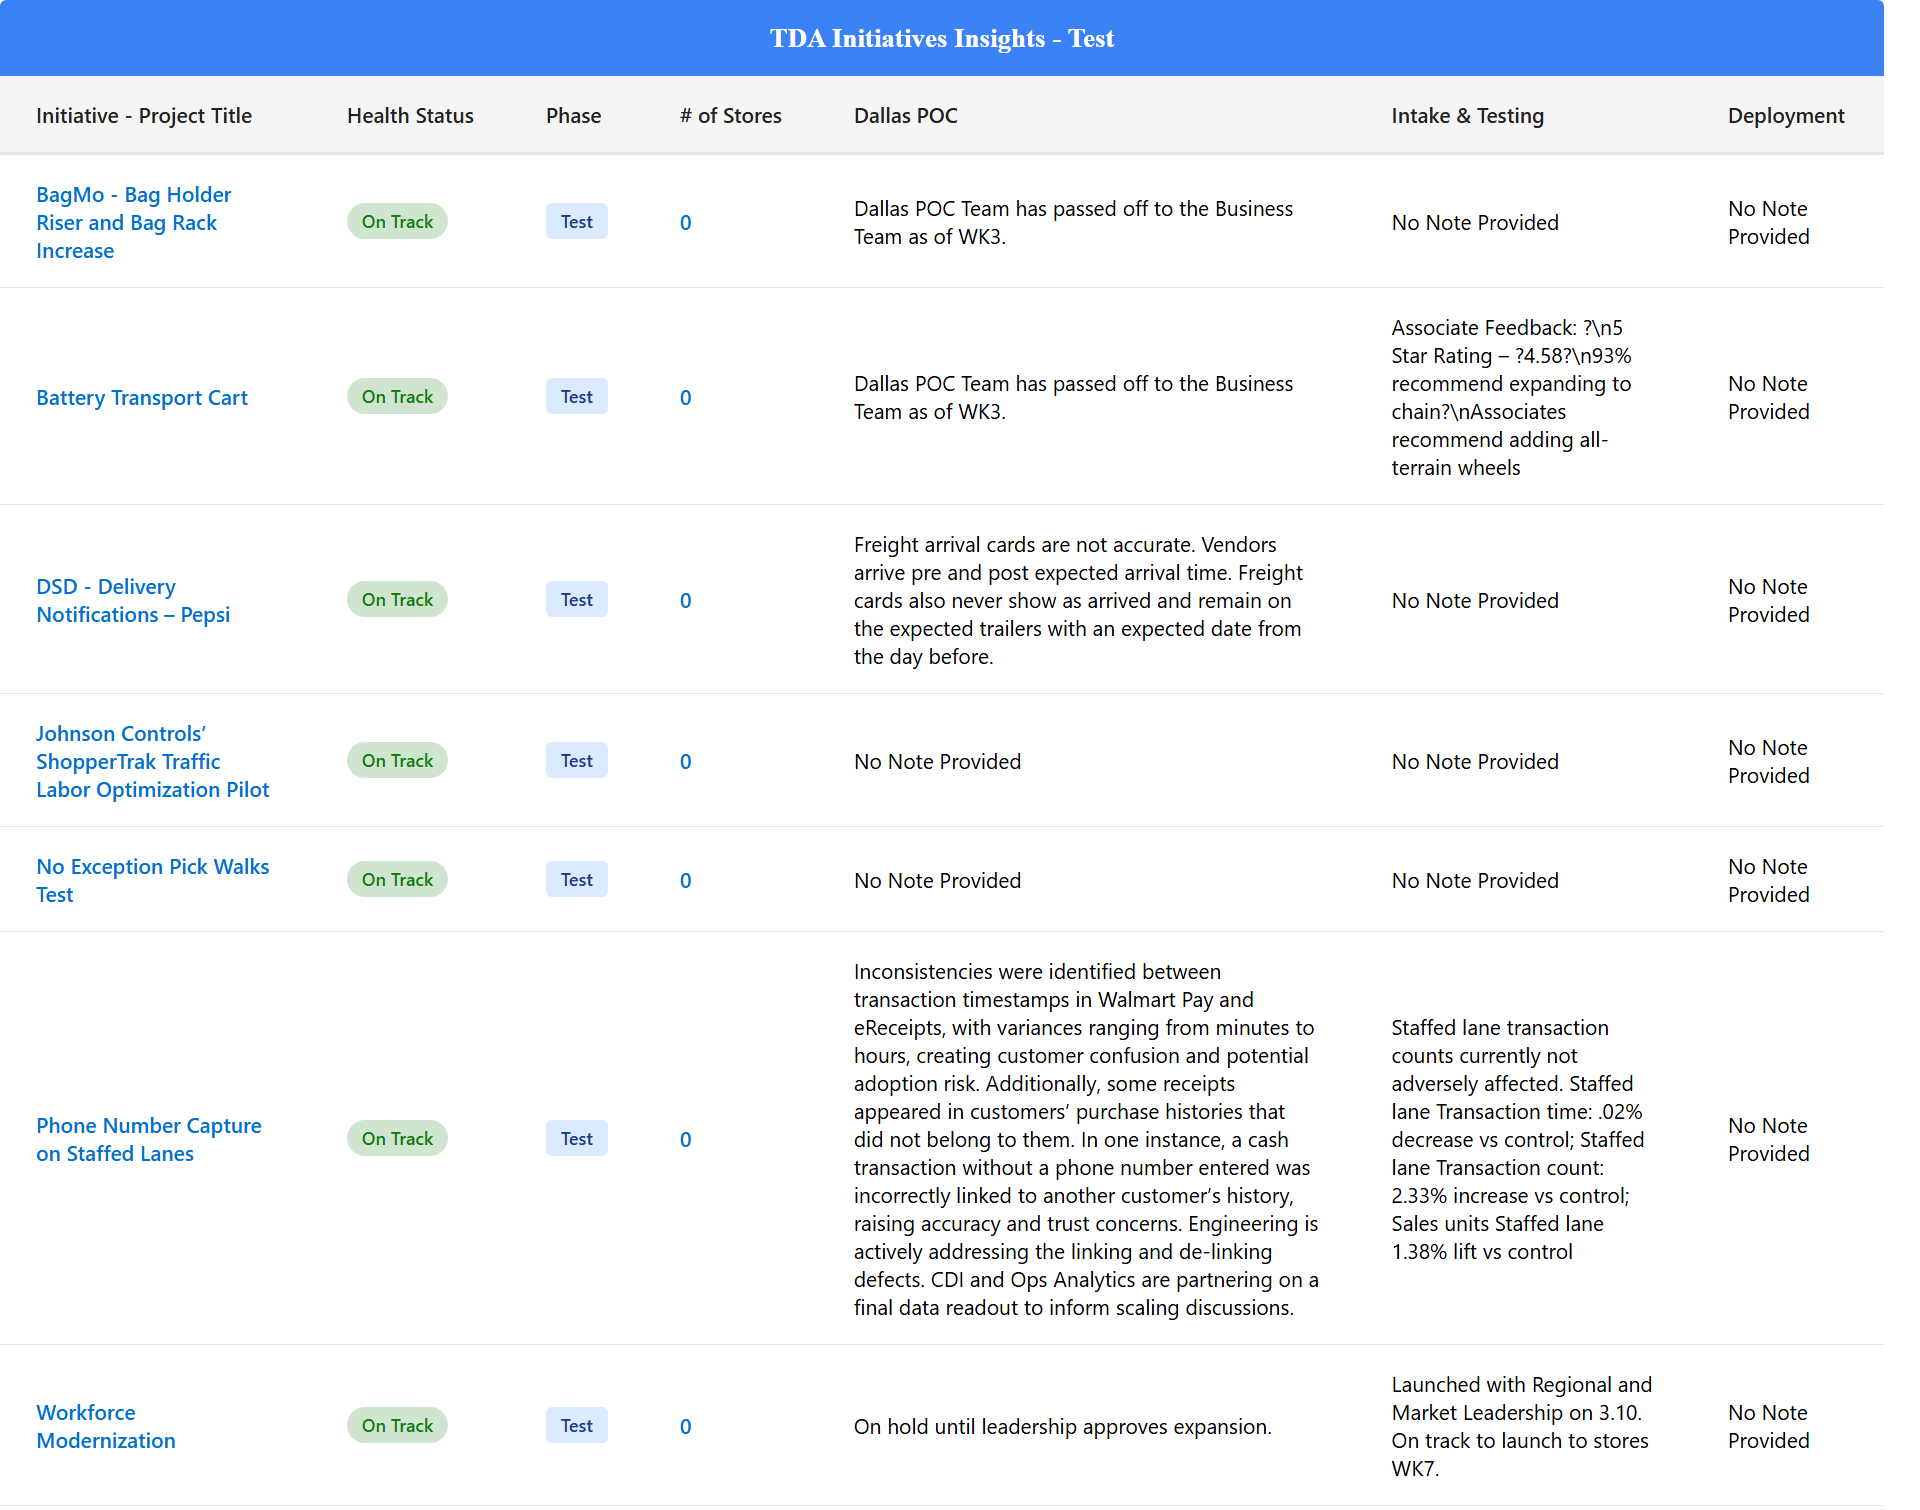 TDA Initiatives Insights - Test
Initiative - Project Title Health Status Phase # of Stores Dallas POC Intake & Testing Deployment
BagMo - Bag Holder
Riser and Bag Rack
Increase
On Track
Test
0
Dallas POC Team has passed off to the Business
Team as of WK3.
No Note Provided
No Note
Provided
Battery Transport Cart
On Track
Test
0
Dallas POC Team has passed off to the Business
Team as of WK3.
Associate Feedback: ?\n5
Star Rating – ?4.58?\n93%
recommend expanding to
chain?\nAssociates
recommend adding all-
terrain wheels
No Note
Provided
DSD - Delivery
Notifications – Pepsi
On Track
Test
0
Freight arrival cards are not accurate. Vendors
arrive pre and post expected arrival time. Freight
cards also never show as arrived and remain on
the expected trailers with an expected date from
the day before.
No Note Provided
No Note
Provided
Johnson Controls’
ShopperTrak Traffic
Labor Optimization Pilot
On Track
Test
0
No Note Provided
No Note Provided
No Note
Provided
No Exception Pick Walks
Test
On Track
Test
0
No Note Provided
No Note Provided
No Note
Provided
Phone Number Capture
on Staffed Lanes
On Track
Test
0
Inconsistencies were identified between
transaction timestamps in Walmart Pay and
eReceipts, with variances ranging from minutes to
hours, creating customer confusion and potential
adoption risk. Additionally, some receipts
appeared in customers’ purchase histories that
did not belong to them. In one instance, a cash
transaction without a phone number entered was
incorrectly linked to another customer’s history,
raising accuracy and trust concerns. Engineering is
actively addressing the linking and de-linking
defects. CDI and Ops Analytics are partnering on a
final data readout to inform scaling discussions.
Staffed lane transaction
counts currently not
adversely affected. Staffed
lane Transaction time: .02%
decrease vs control; Staffed
lane Transaction count:
2.33% increase vs control;
Sales units Staffed lane
1.38% lift vs control
No Note
Provided
Workforce
Modernization
On Track
Test
0
On hold until leadership approves expansion.
Launched with Regional and
Market Leadership on 3.10.
On track to launch to stores
WK7.
No Note
Provided